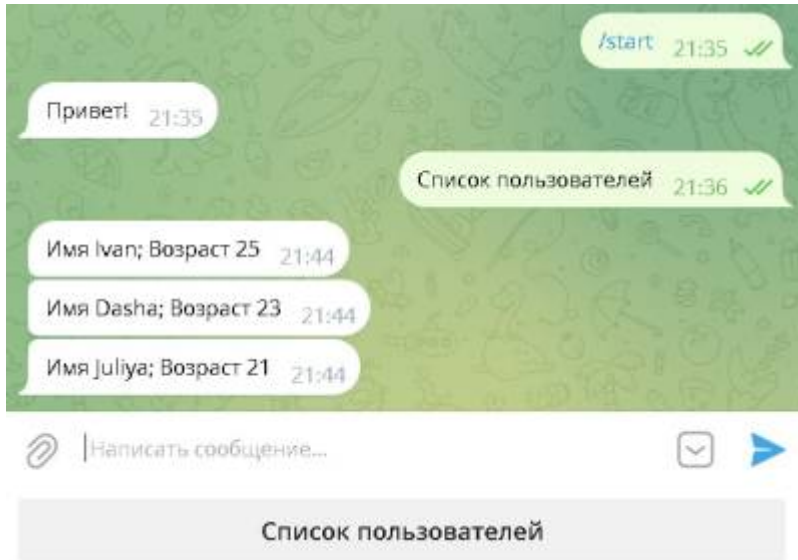 /start 21:35
Привет! 21:35
Список пользователей 21:36
Имя Ivan; Возраст 25 21:44
Имя Dasha; Возраст 23 21:44
Имя Juliya; Возраст 21 21:44
Написать сообщение...
Список пользователей